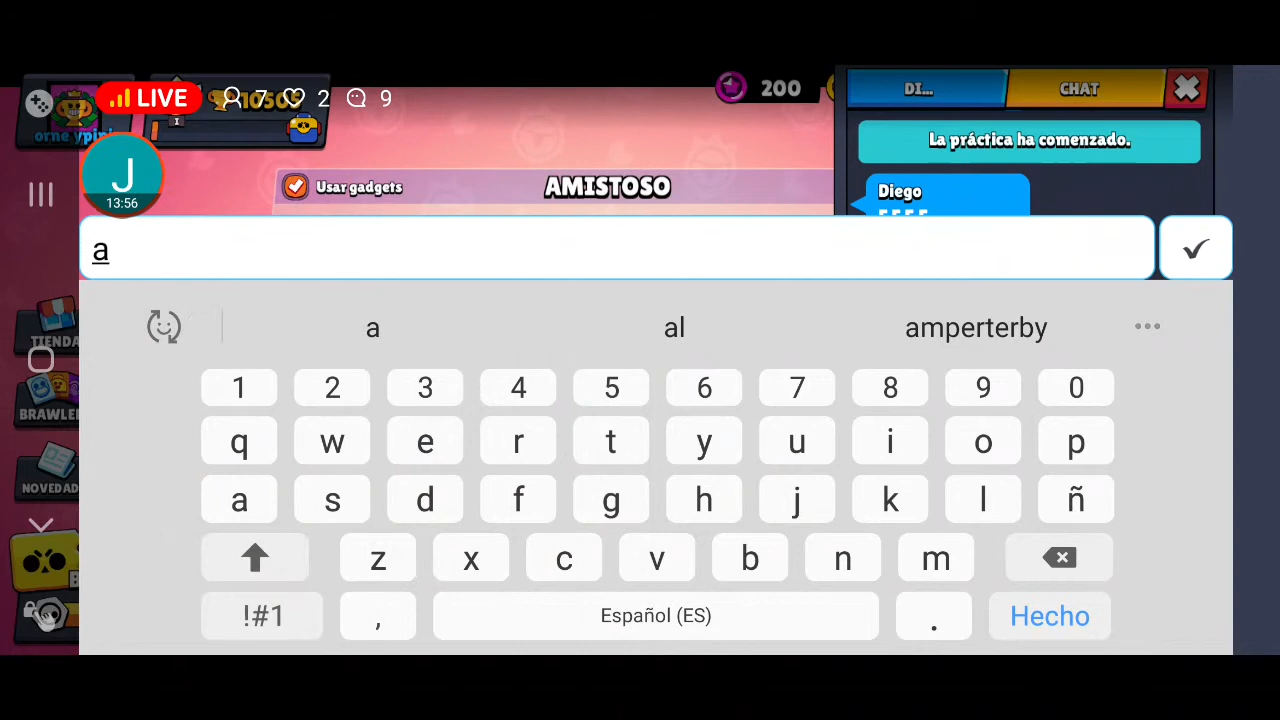 LIVE 7 2 9
200
DI...
CHAT
La práctica ha comenzado.
J
13:56
Usar gadgets
AMISTOSO
Diego
a
a
al
amperterby
1 2 3 4 5 6 7 8 9 0
q w e r t y u i o p
a s d f g h j k l ñ
z x c v b n m
!#1 , Español (ES) . Hecho
TIENDA
BRAWLE
NOVEDAD